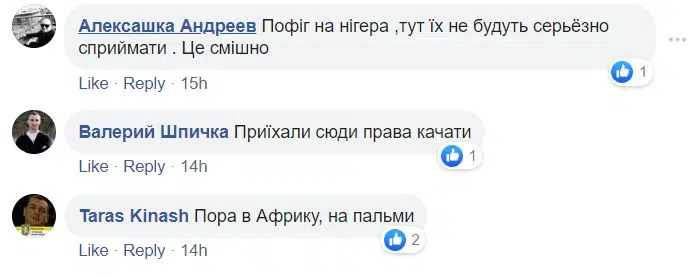 Алексашка Андреев Пофіг на нігера ,тут їх не будуть серьёзно
сприймати . Це смішно
1
Like · Reply · 15h
Валерий Шпичка Приїхали сюди права качати
1
Like · Reply · 14h
Taras Kinash Пора в Африку, на пальми
2
Like · Reply · 14h